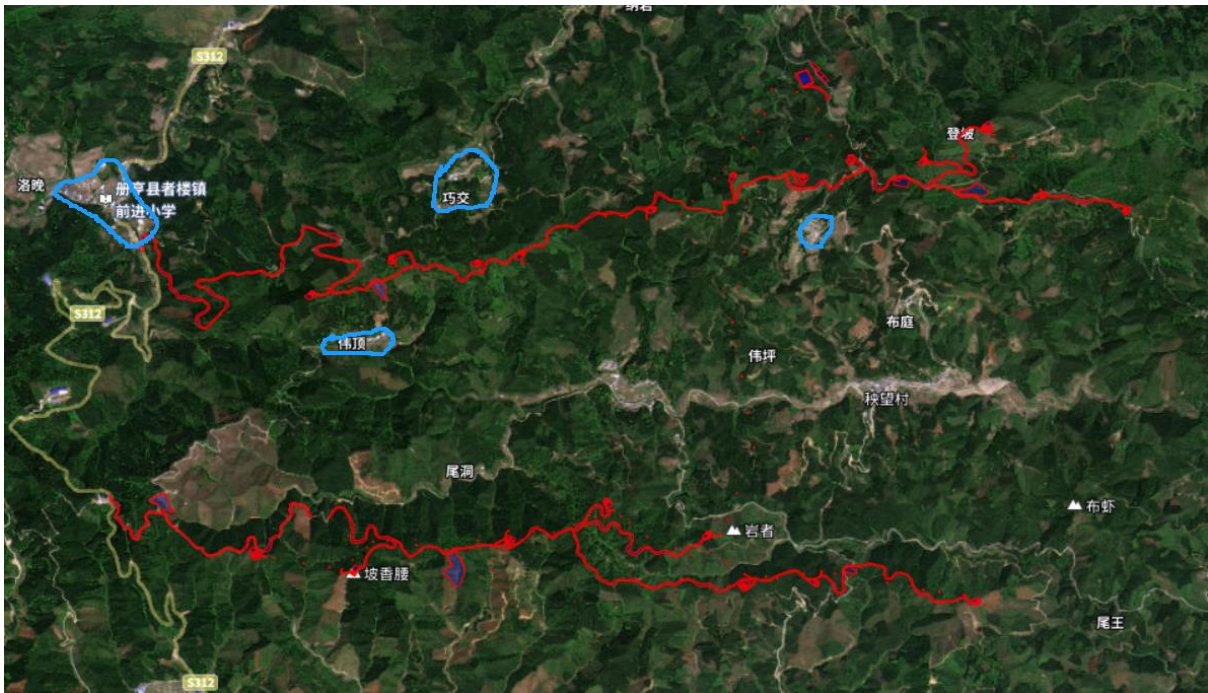 S312
登坡
洛晚
册亨县者楼镇
前进小学
巧交
S312
布庭
伟顶
伟坪
秧望村
尾洞
布虾
岩者
坡香腰
尾王
S312